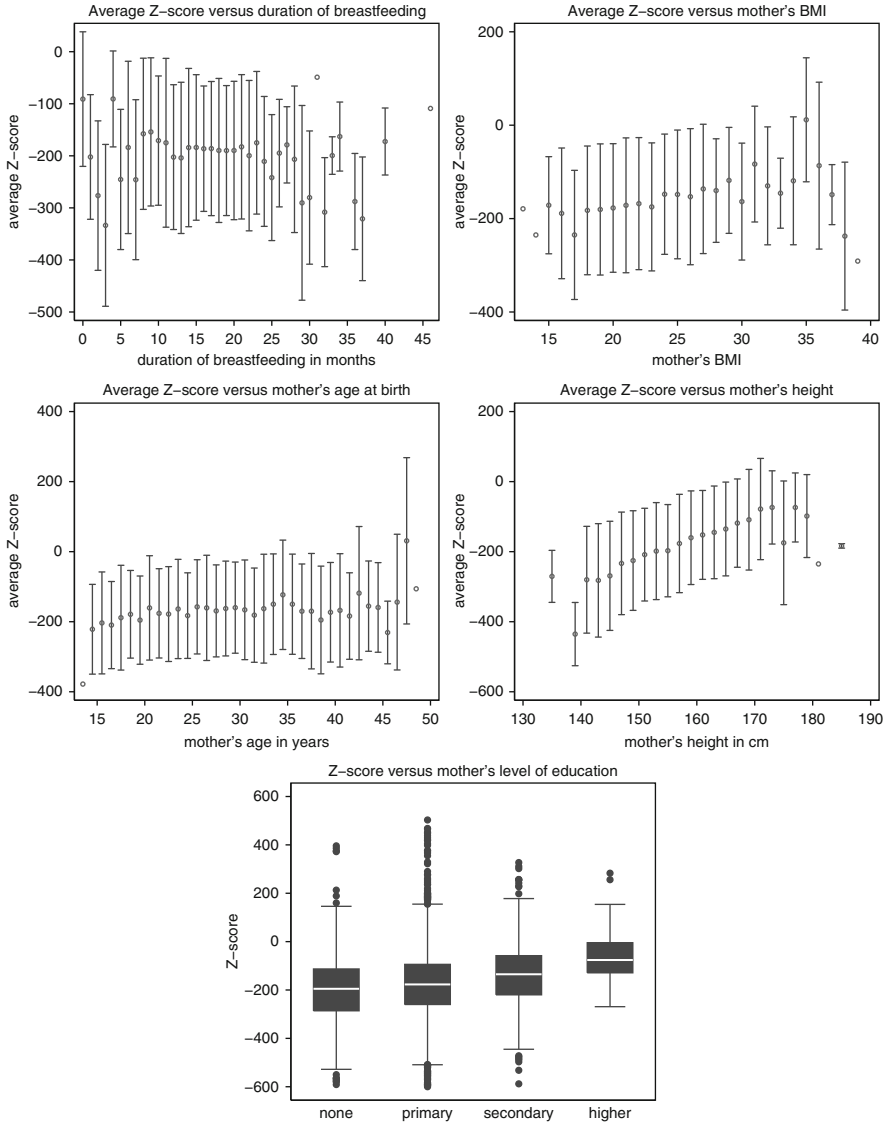 Average Z−score versus duration of breastfeeding
average Z−score
0
−100
−200
−300
−400
−500
0 5 10 15 20 25 30 35 40 45
duration of breastfeeding in months
Average Z−score versus mother's BMI
average Z−score
200
0
−200
−400
15 20 25 30 35 40
mother's BMI
Average Z−score versus mother's age at birth
average Z−score
400
200
0
−200
−400
15 20 25 30 35 40 45 50
mother's age in years
Average Z−score versus mother's height
average Z−score
200
0
−200
−400
−600
130 140 150 160 170 180 190
mother's height in cm
Z−score versus mother's level of education
Z−score
600
400
200
0
−200
−400
−600
none primary secondary higher